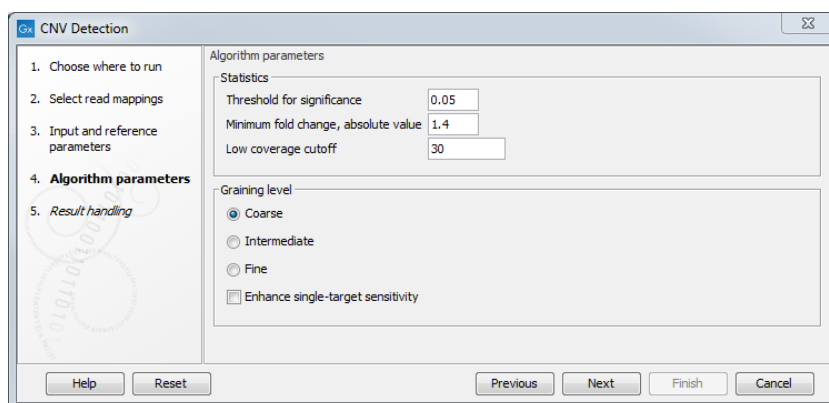 Gx CNV Detection
1. Choose where to run
2. Select read mappings
3. Input and reference
parameters
4. Algorithm parameters
5. Result handling
Algorithm parameters
Statistics
Threshold for significance 0.05
Minimum fold change, absolute value 1.4
Low coverage cutoff 30
Graining level
Coarse
Intermediate
Fine
Enhance single-target sensitivity
Help Reset Previous Next Finish Cancel